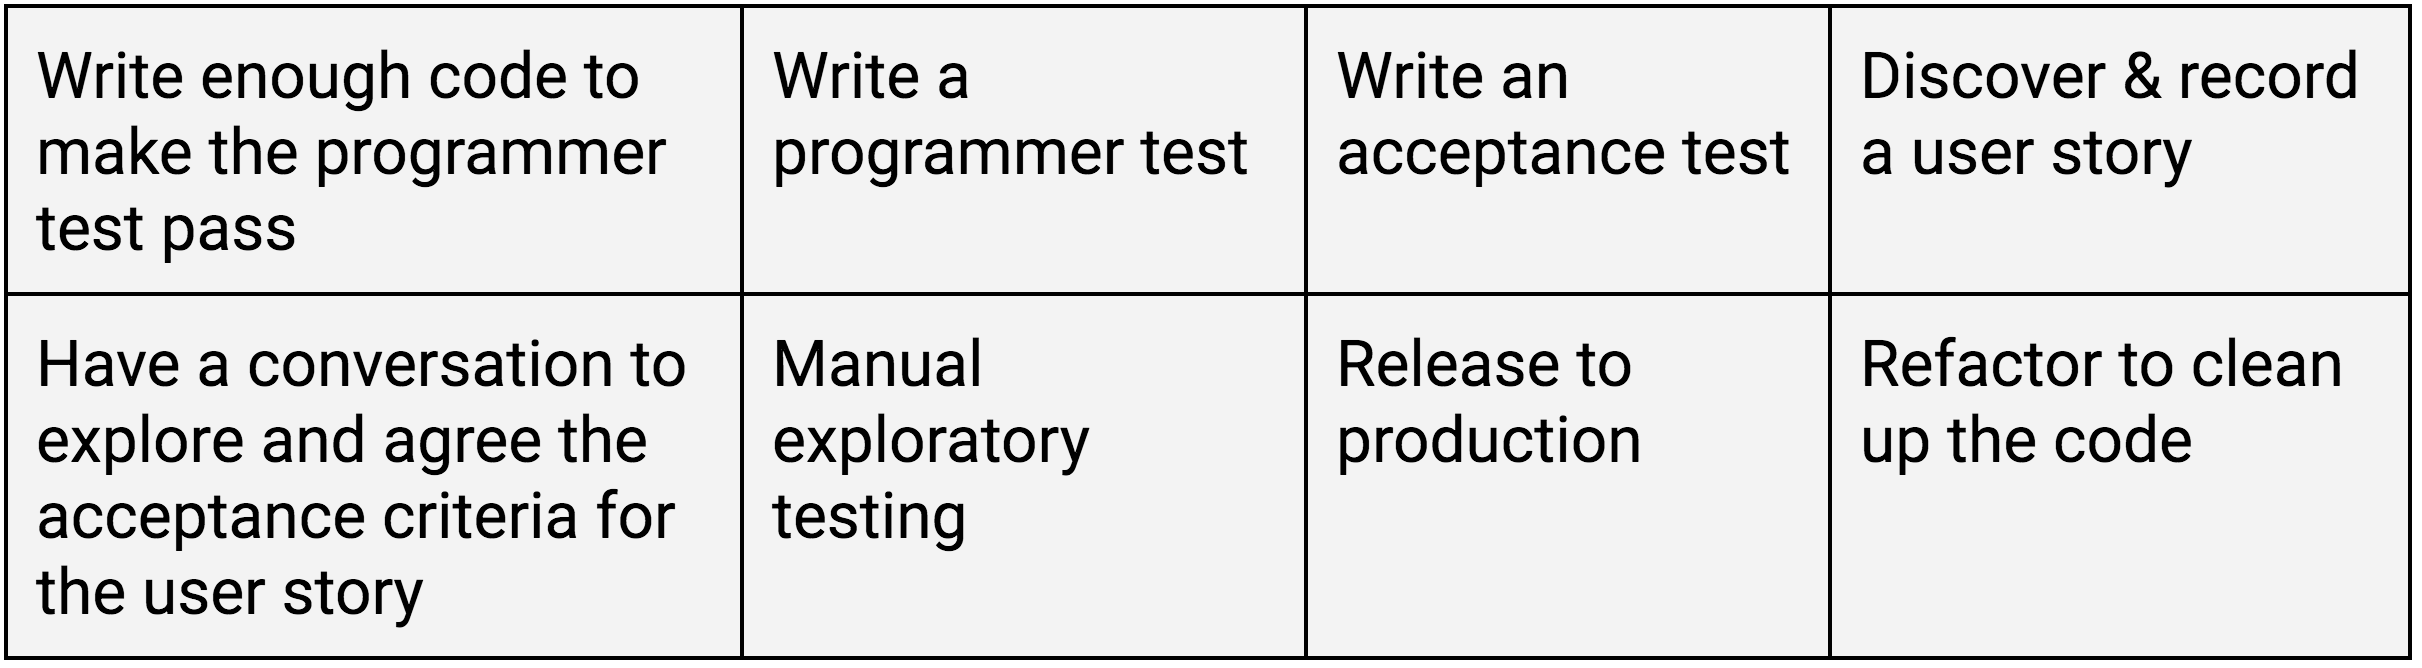 Write enough code to
make the programmer
test pass
Write a
programmer test
Write an
acceptance test
Discover & record
a user story
Have a conversation to
explore and agree the
acceptance criteria for
the user story
Manual
exploratory
testing
Release to
production
Refactor to clean
up the code